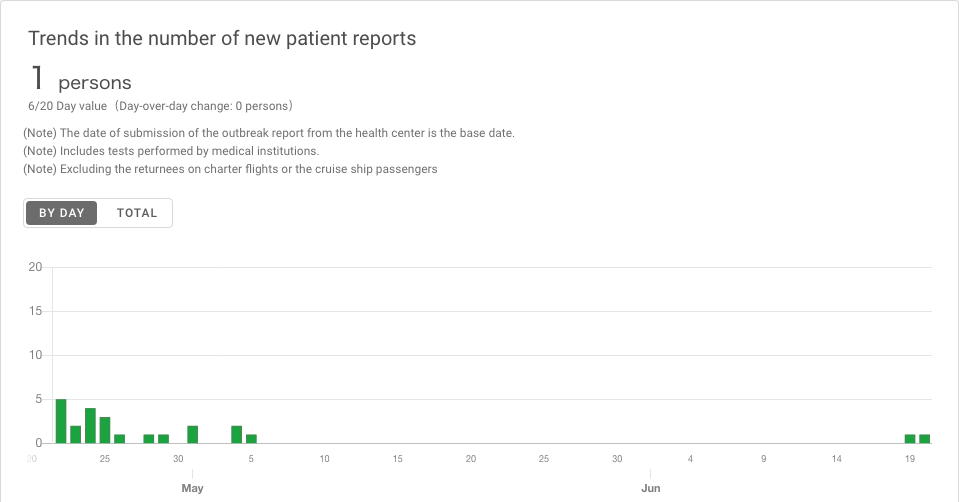 Trends in the number of new patient reports
1 persons
6/20 Day value (Day-over-day change: 0 persons)
(Note) The date of submission of the outbreak report from the health center is the base date.
(Note) Includes tests performed by medical institutions.
(Note) Excluding the returnees on charter flights or the cruise ship passengers
BY DAY TOTAL
20
15
10
5
0
20 25 30 5 10 15 20 25 30 4 9 14 19
May Jun